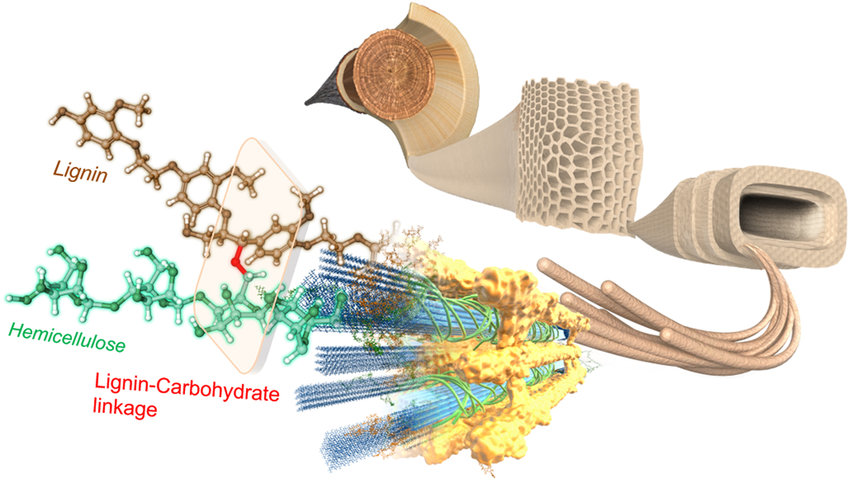 Lignin
Hemicellulose
Lignin-Carbohydrate
linkage